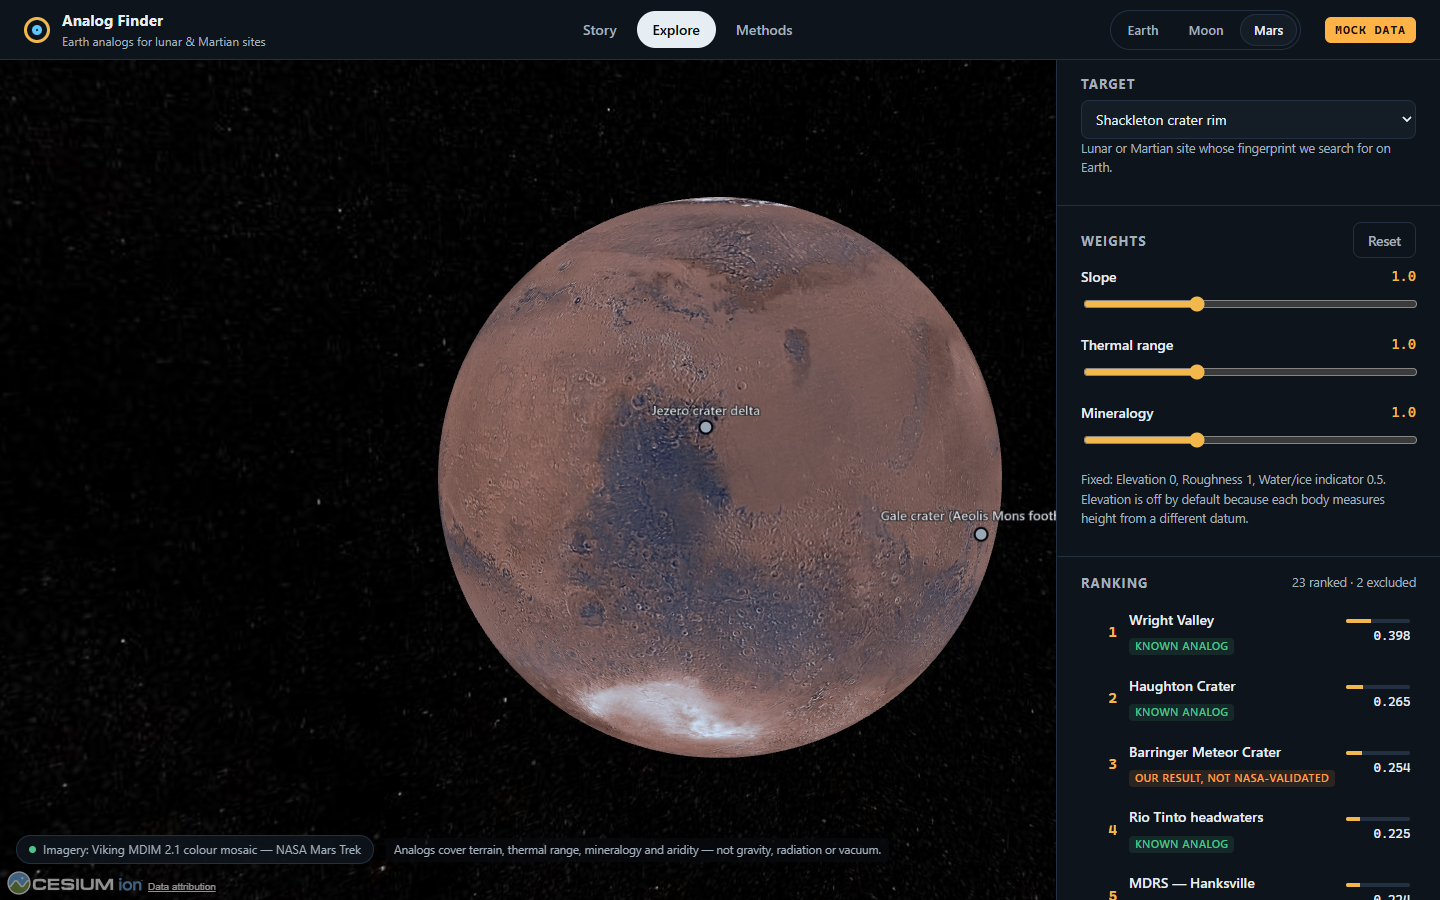 Analog Finder
Earth analogs for lunar & Martian sites
Story
Explore
Methods
Earth
Moon
Mars
MOCK DATA
Jezero crater delta
Gale crater (Aeolis Mons footh
Imagery: Viking MDIM 2.1 colour mosaic — NASA Mars Trek
Analogs cover terrain, thermal range, mineralogy and aridity — not gravity, radiation or vacuum.
CESIUM ion
Data attribution
TARGET
Shackleton crater rim
Lunar or Martian site whose fingerprint we search for on
Earth.
WEIGHTS
Reset
Slope
1.0
Thermal range
1.0
Mineralogy
1.0
Fixed: Elevation 0, Roughness 1, Water/ice indicator 0.5.
Elevation is off by default because each body measures
height from a different datum.
RANKING
23 ranked · 2 excluded
1
Wright Valley
KNOWN ANALOG
0.398
2
Haughton Crater
KNOWN ANALOG
0.265
3
Barringer Meteor Crater
OUR RESULT, NOT NASA-VALIDATED
0.254
4
Rio Tinto headwaters
KNOWN ANALOG
0.225
5
MDRS — Hanksville